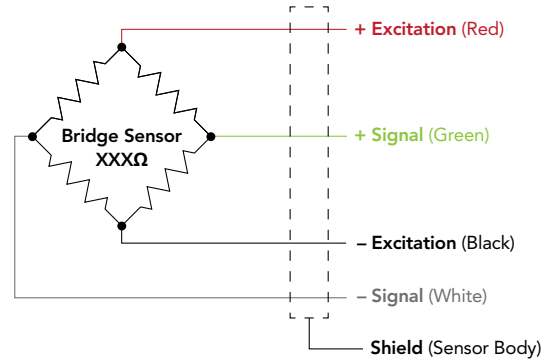 + Excitation (Red)
Bridge Sensor
XXXΩ
+ Signal (Green)
– Excitation (Black)
– Signal (White)
Shield (Sensor Body)